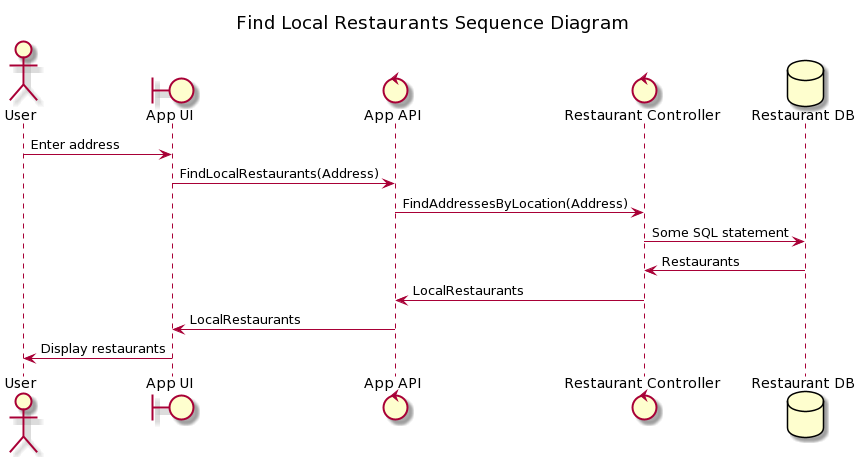 Find Local Restaurants Sequence Diagram
User
App UI
App API
Restaurant Controller
Restaurant DB
Enter address
FindLocalRestaurants(Address)
FindAddressesByLocation(Address)
Some SQL statement
Restaurants
LocalRestaurants
LocalRestaurants
Display restaurants
User
App UI
App API
Restaurant Controller
Restaurant DB